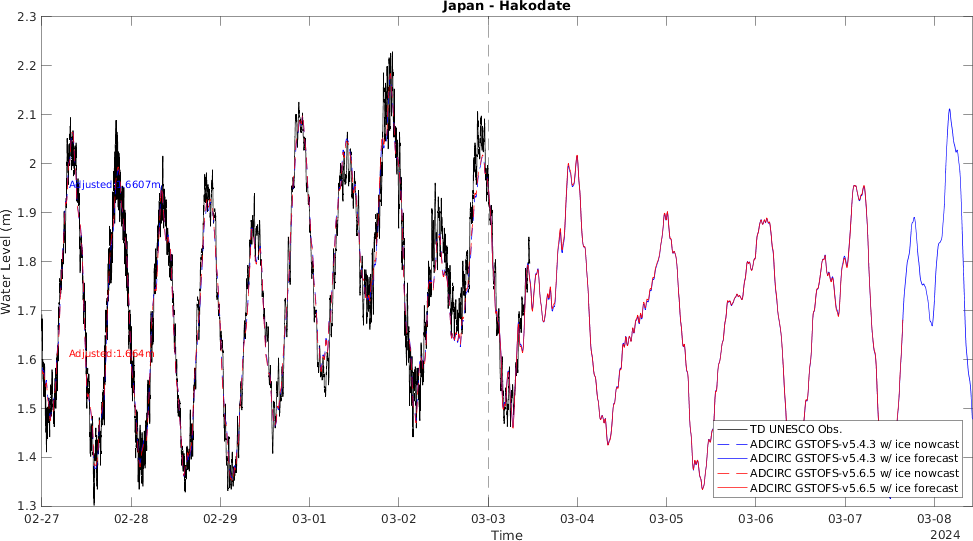 Japan - Hakodate
2.3
2.2
2.1
2
1.9
1.8
1.7
1.6
1.5
1.4
1.3
Water Level (m)
Adjusted:1.6607m
Adjusted:1.664m
TD UNESCO Obs.
ADCIRC GSTOFS-v5.4.3 w/ ice nowcast
ADCIRC GSTOFS-v5.4.3 w/ ice forecast
ADCIRC GSTOFS-v5.6.5 w/ ice nowcast
ADCIRC GSTOFS-v5.6.5 w/ ice forecast
02-27 02-28 02-29 03-01 03-02 03-03 03-04 03-05 03-06 03-07 03-08
Time
2024